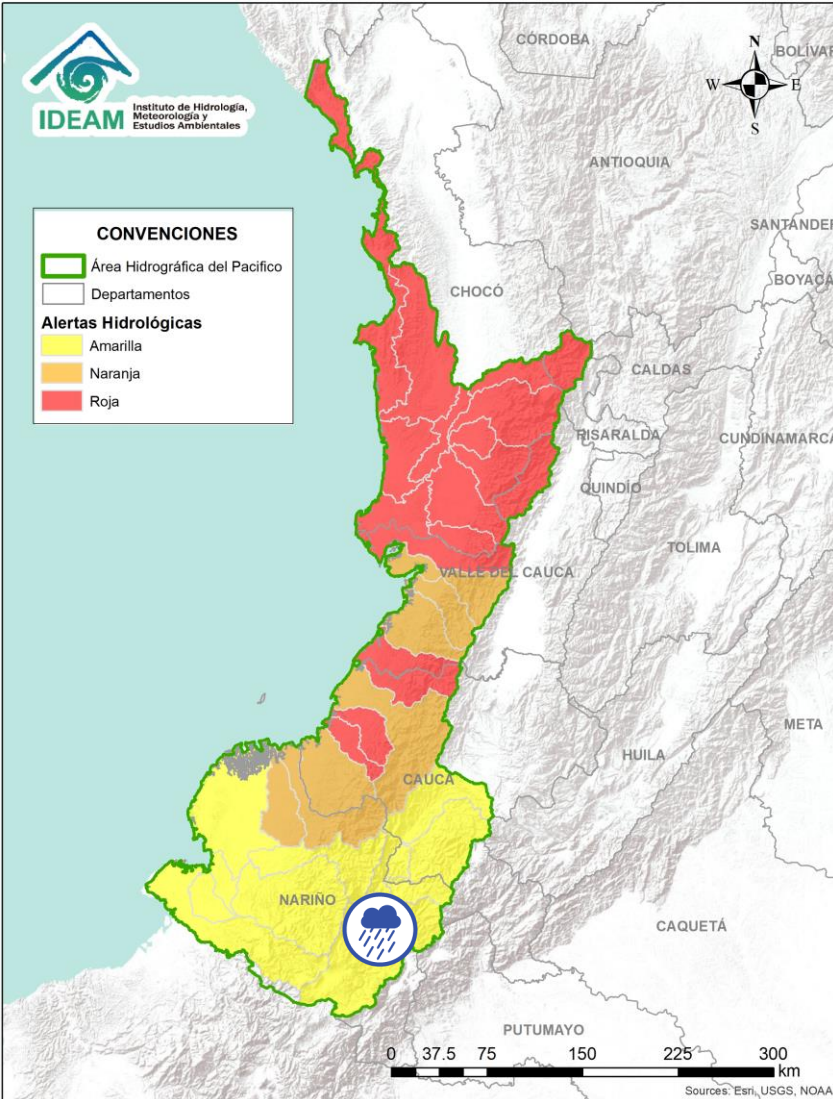 IDEAM
Instituto de Hidrología,
Meteorología y
Estudios Ambientales
N
W E
S
CONVENCIONES
Área Hidrográfica del Pacifico
Departamentos
Alertas Hidrológicas
Amarilla
Naranja
Roja
CÓRDOBA
BOLÍVAR
ANTIOQUIA
SANTANDER
BOYACÁ
CHOCÓ
CALDAS
RISARALDA
CUNDINAMARCA
QUINDÍO
TOLIMA
VALLE DEL CAUCA
META
HUILA
CAUCA
NARIÑO
CAQUETÁ
PUTUMAYO
0 37.5 75 150 225 300
km
Sources: Esri, USGS, NOAA